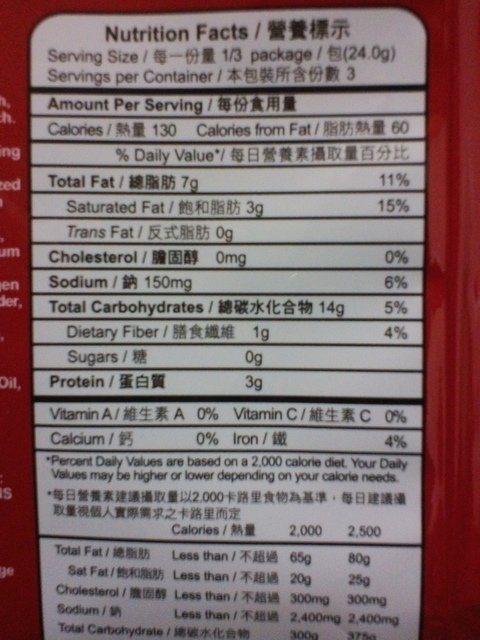 h,
ch.
ing
zed
um
gen
der,
Oil,
:
IS
ge
Nutrition Facts / 營養標示
Serving Size / 每一份量 1/3 package / 包(24.0g)
Servings per Container / 本包裝所含份數 3
Amount Per Serving / 每份食用量
Calories / 熱量 130 Calories from Fat / 脂肪熱量 60
% Daily Value*/ 每日營養素攝取量百分比
Total Fat / 總脂肪 7g 11%
Saturated Fat / 飽和脂肪 3g 15%
Trans Fat / 反式脂肪 0g
Cholesterol / 膽固醇 0mg 0%
Sodium / 鈉 150mg 6%
Total Carbohydrates / 總碳水化合物 14g 5%
Dietary Fiber / 膳食纖維 1g 4%
Sugars / 糖 0g
Protein / 蛋白質 3g
Vitamin A / 維生素 A 0% Vitamin C / 維生素 C 0%
Calcium / 鈣 0% Iron / 鐵 4%
*Percent Daily Values are based on a 2,000 calorie diet. Your Daily
Values may be higher or lower depending on your calorie needs.
*每日營養素建議攝取量以2,000卡路里食物為基準，每日建議攝
取量視個人實際需求之卡路里而定
Calories / 熱量 2,000 2,500
Total Fat / 總脂肪 Less than / 不超過 65g 80g
Sat Fat / 飽和脂肪 Less than / 不超過 20g 25g
Cholesterol / 膽固醇 Less than / 不超過 300mg 300mg
Sodium / 鈉 Less than / 不超過 2,400mg 2,400mg
Total Carbohydrate / 總碳水化合物 300g 375g